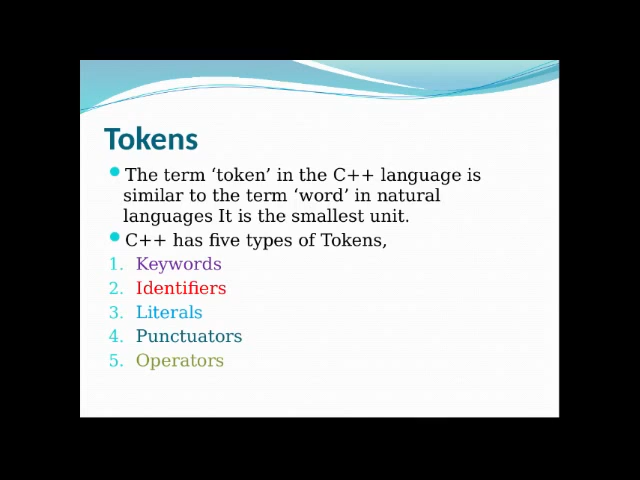 Tokens
The term ‘token’ in the C++ language is
similar to the term ‘word’ in natural
languages It is the smallest unit.
C++ has five types of Tokens,
1. Keywords
2. Identifiers
3. Literals
4. Punctuators
5. Operators